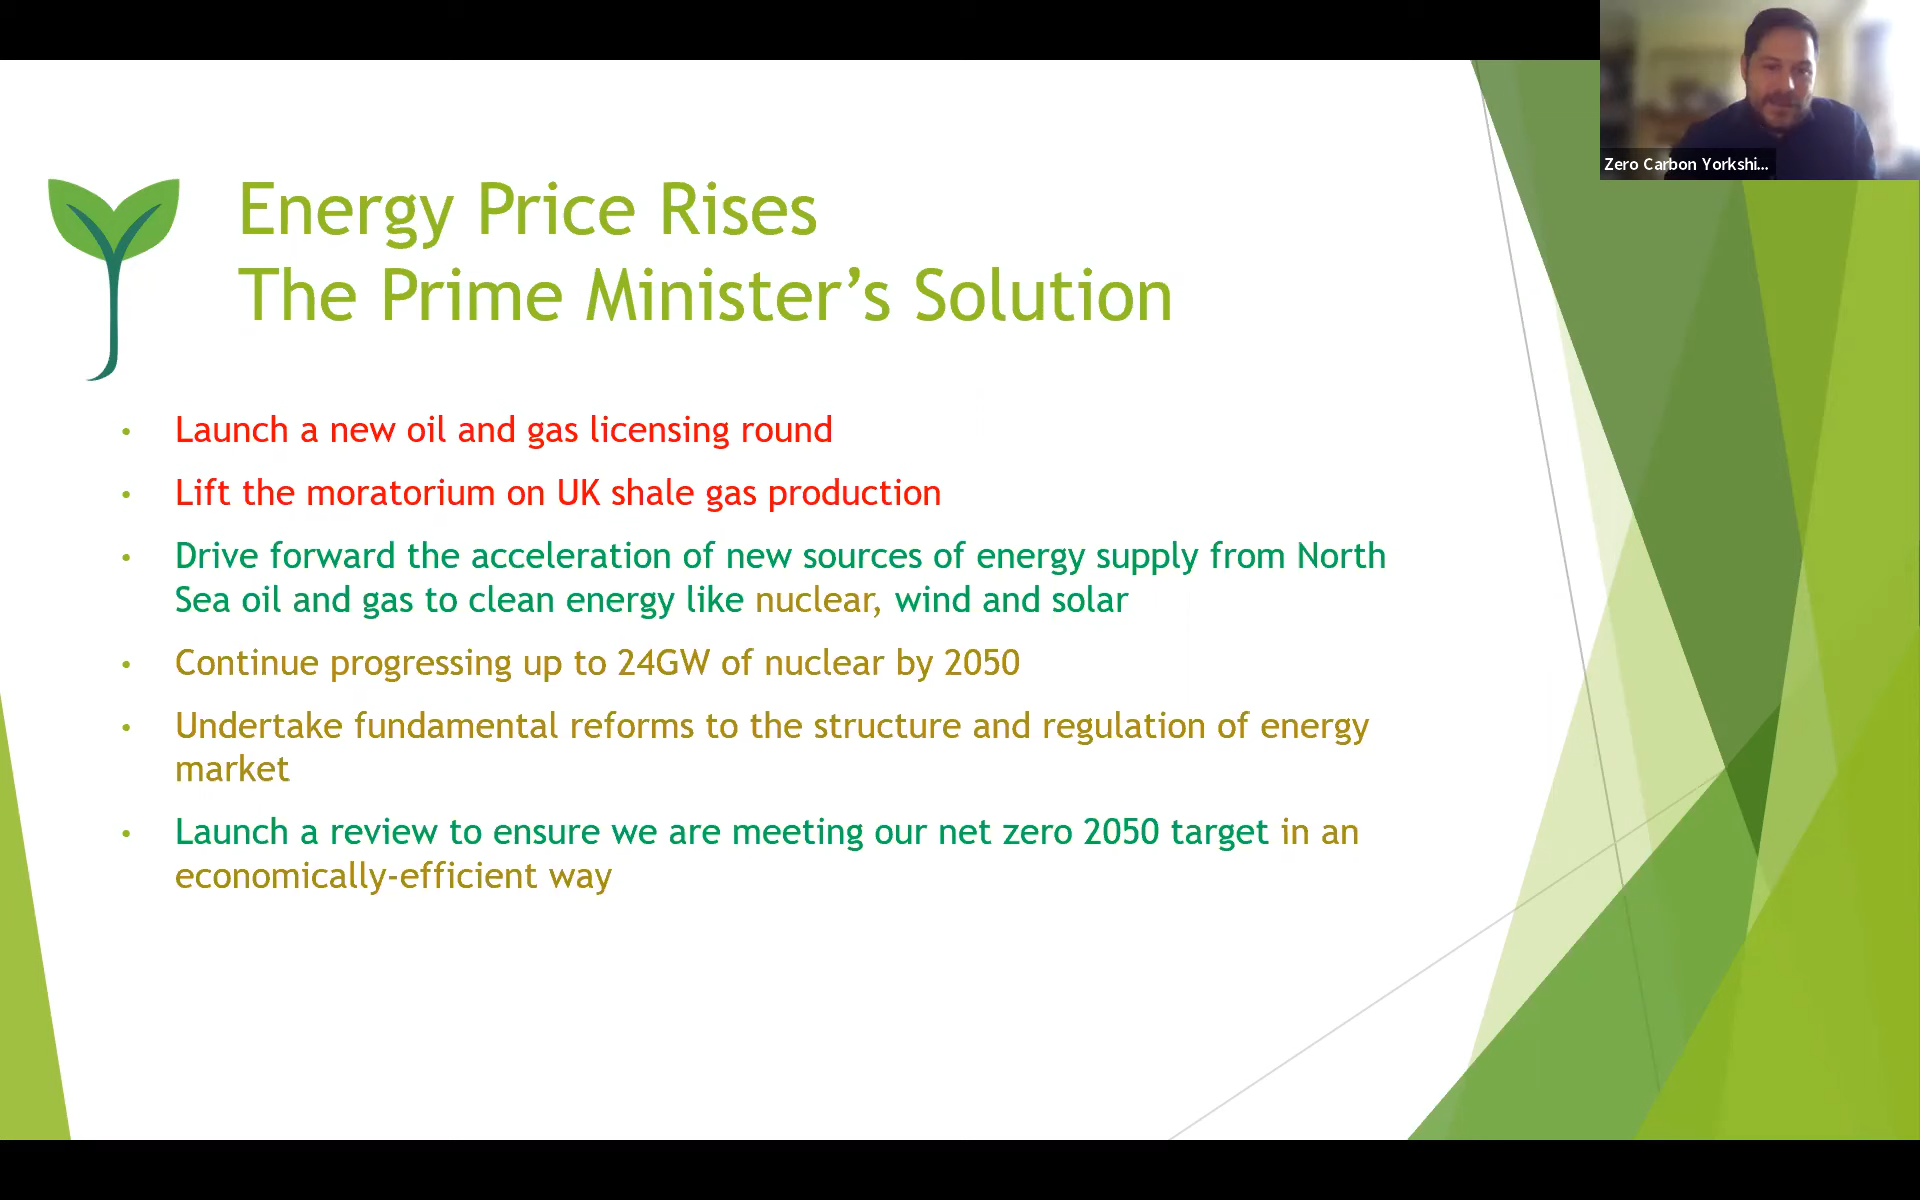 Zero Carbon Yorkshi...
Energy Price Rises
The Prime Minister’s Solution
• Launch a new oil and gas licensing round
• Lift the moratorium on UK shale gas production
• Drive forward the acceleration of new sources of energy supply from North
Sea oil and gas to clean energy like nuclear, wind and solar
• Continue progressing up to 24GW of nuclear by 2050
• Undertake fundamental reforms to the structure and regulation of energy
market
• Launch a review to ensure we are meeting our net zero 2050 target in an
economically-efficient way